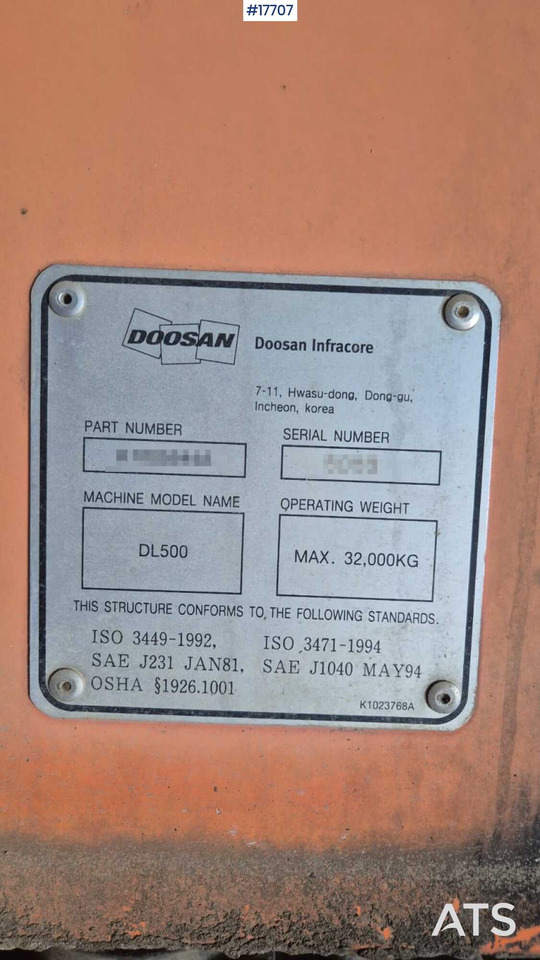 #17707
DOOSAN Doosan Infracore
7-11, Hwasu-dong, Dong-gu,
Incheon, korea
PART NUMBER SERIAL NUMBER
MACHINE MODEL NAME OPERATING WEIGHT
DL500 MAX. 32,000KG
THIS STRUCTURE CONFORMS TO THE FOLLOWING STANDARDS.
ISO 3449-1992, ISO 3471-1994
SAE J231 JAN81, SAE J1040 MAY94
OSHA §1926.1001
K1023768A
ATS